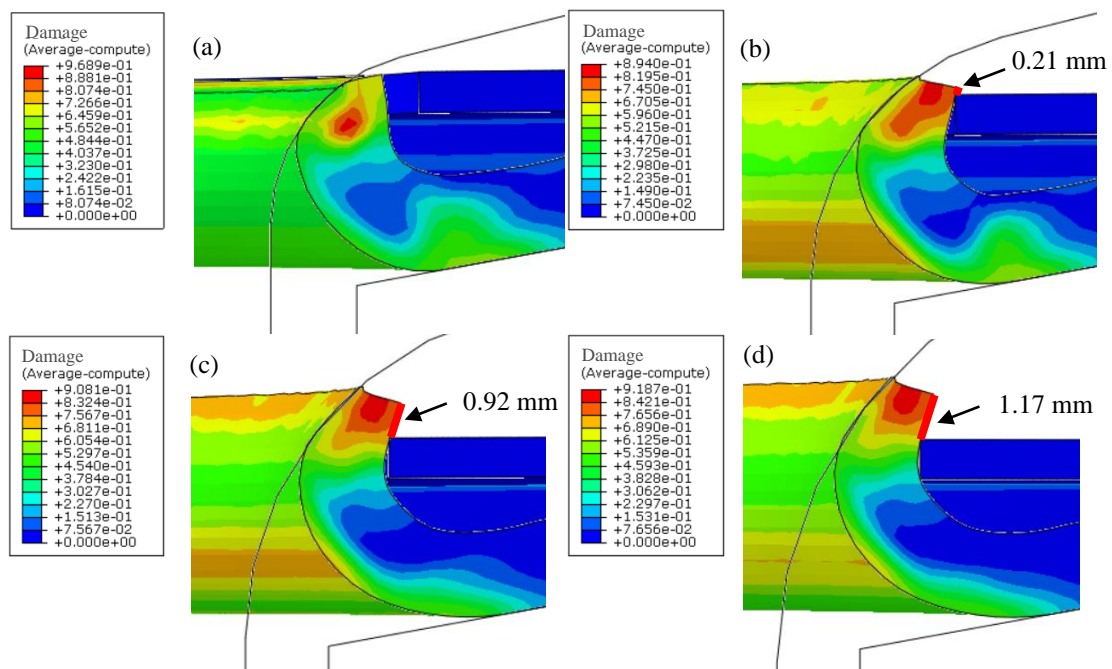 Damage
(Average-compute)
+9.689e-01
+8.881e-01
+8.074e-01
+7.266e-01
+6.459e-01
+5.652e-01
+4.844e-01
+4.037e-01
+3.230e-01
+2.422e-01
+1.615e-01
+8.074e-02
+0.000e+00
(a)
Damage
(Average-compute)
+8.940e-01
+8.195e-01
+7.450e-01
+6.705e-01
+5.960e-01
+5.215e-01
+4.470e-01
+3.725e-01
+2.980e-01
+2.235e-01
+1.490e-01
+7.450e-02
+0.000e+00
(b)
0.21 mm
Damage
(Average-compute)
+9.081e-01
+8.324e-01
+7.567e-01
+6.811e-01
+6.054e-01
+5.297e-01
+4.540e-01
+3.784e-01
+3.027e-01
+2.270e-01
+1.513e-01
+7.567e-02
+0.000e+00
(c)
0.92 mm
Damage
(Average-compute)
+9.187e-01
+8.421e-01
+7.656e-01
+6.890e-01
+6.125e-01
+5.359e-01
+4.593e-01
+3.828e-01
+3.062e-01
+2.297e-01
+1.531e-01
+7.656e-02
+0.000e+00
(d)
1.17 mm